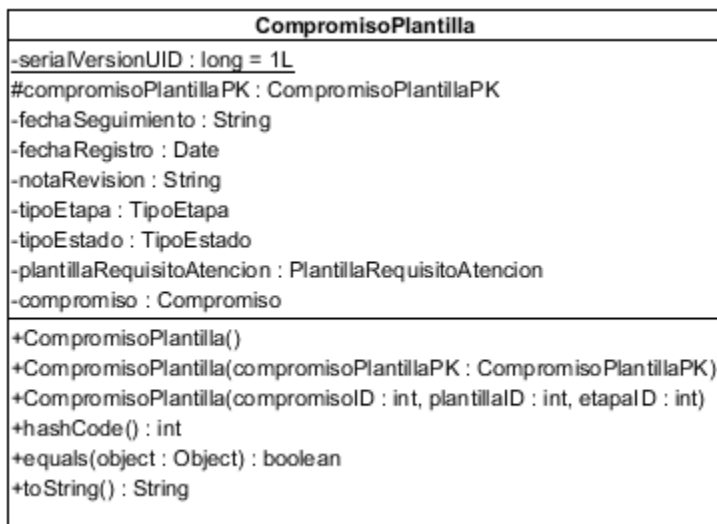 CompromisoPlantilla
-serialVersionUID : long = 1L
#compromisoPlantillaPK : CompromisoPlantillaPK
-fechaSeguimiento : String
-fechaRegistro : Date
-notaRevision : String
-tipoEtapa : TipoEtapa
-tipoEstado : TipoEstado
-plantillaRequisitoAtencion : PlantillaRequisitoAtencion
-compromiso : Compromiso
+CompromisoPlantilla()
+CompromisoPlantilla(compromisoPlantillaPK : CompromisoPlantillaPK)
+CompromisoPlantilla(compromisoID : int, plantillaID : int, etapaID : int)
+hashCode() : int
+equals(object : Object) : boolean
+toString() : String